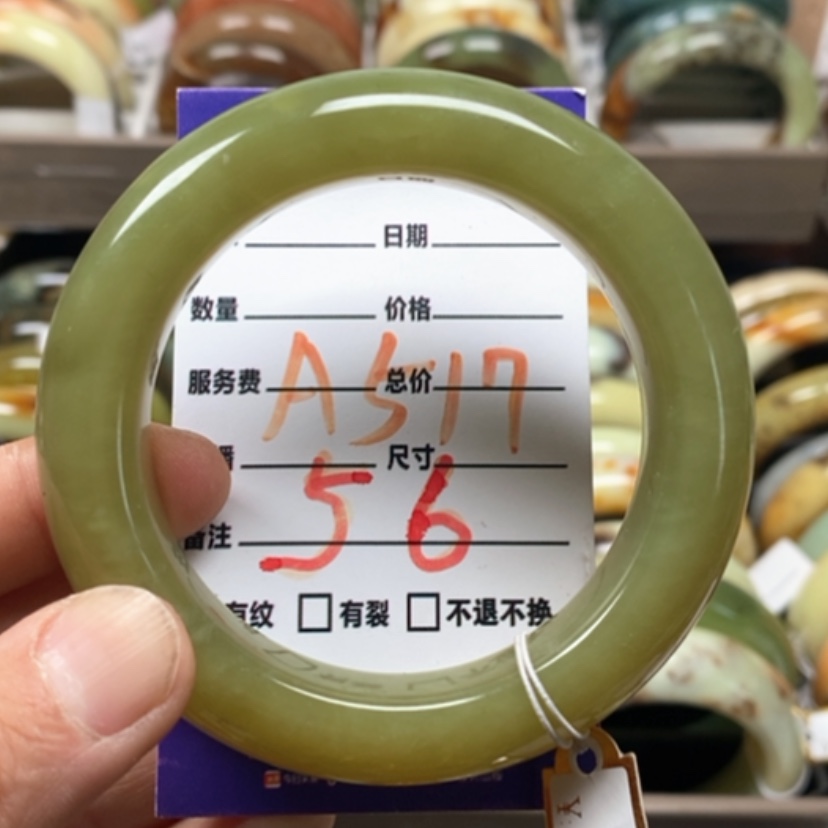 日期
数量 价格
服务费 总价
A517
尺寸
56
备注
有纹 有裂 不退不换